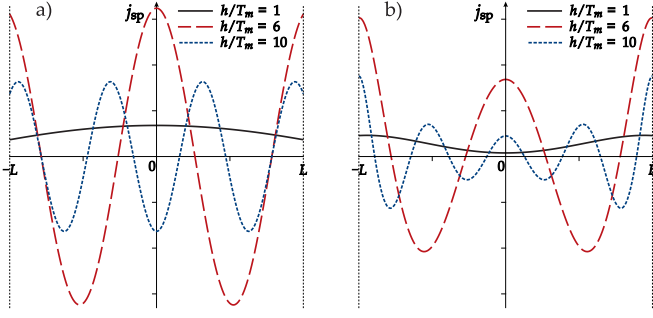 a)
j_sp
h/T_m = 1
h/T_m = 6
h/T_m = 10
−L
0
L
b)
j_sp
h/T_m = 1
h/T_m = 6
h/T_m = 10
−L
0
L